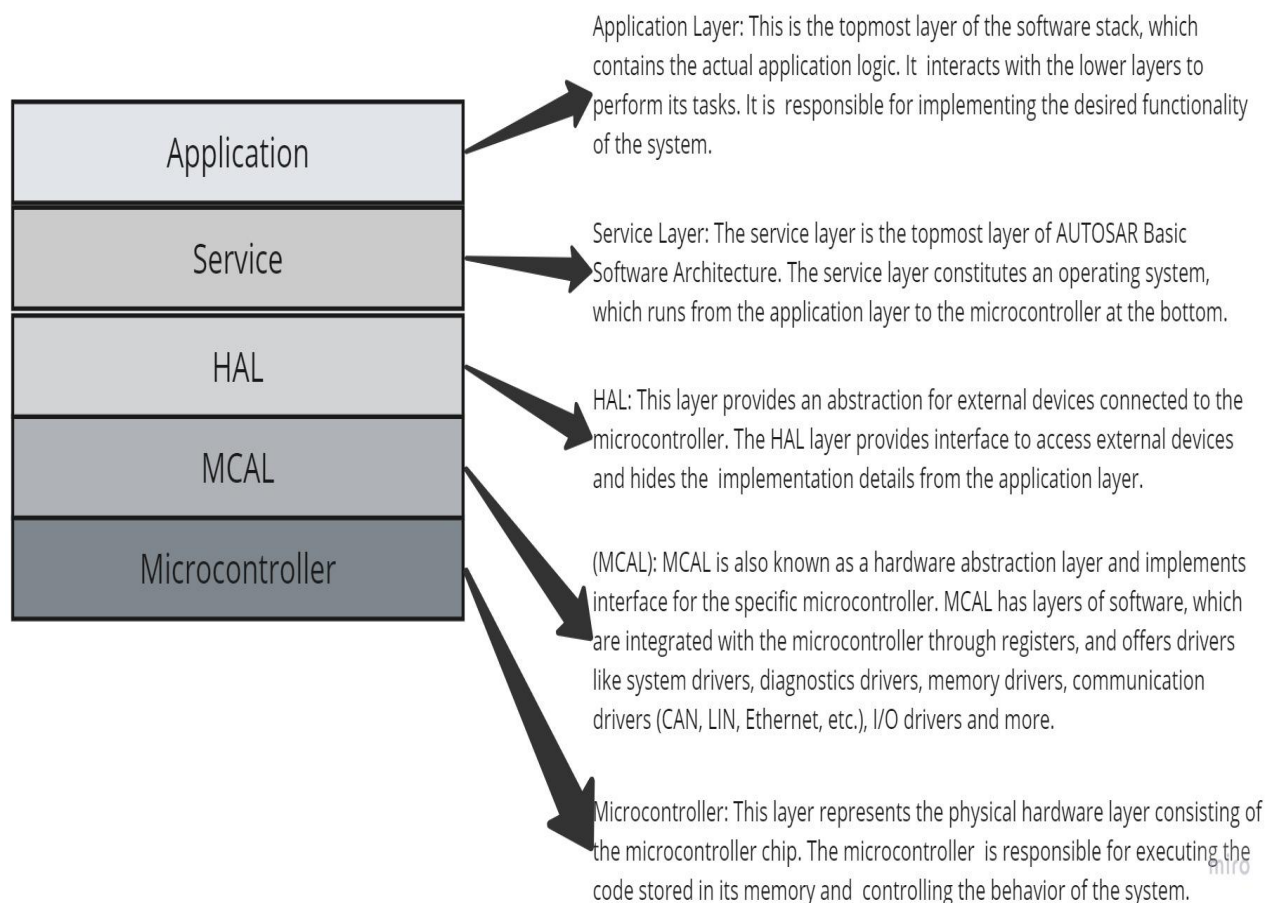 Application
Service
HAL
MCAL
Microcontroller
Application Layer: This is the topmost layer of the software stack, which
contains the actual application logic. It interacts with the lower layers to
perform its tasks. It is responsible for implementing the desired functionality
of the system.
Service Layer: The service layer is the topmost layer of AUTOSAR Basic
Software Architecture. The service layer constitutes an operating system,
which runs from the application layer to the microcontroller at the bottom.
HAL: This layer provides an abstraction for external devices connected to the
microcontroller. The HAL layer provides interface to access external devices
and hides the implementation details from the application layer.
(MCAL): MCAL is also known as a hardware abstraction layer and implements
interface for the specific microcontroller. MCAL has layers of software, which
are integrated with the microcontroller through registers, and offers drivers
like system drivers, diagnostics drivers, memory drivers, communication
drivers (CAN, LIN, Ethernet, etc.), I/O drivers and more.
Microcontroller: This layer represents the physical hardware layer consisting of
the microcontroller chip. The microcontroller is responsible for executing the
code stored in its memory and controlling the behavior of the system.
miro